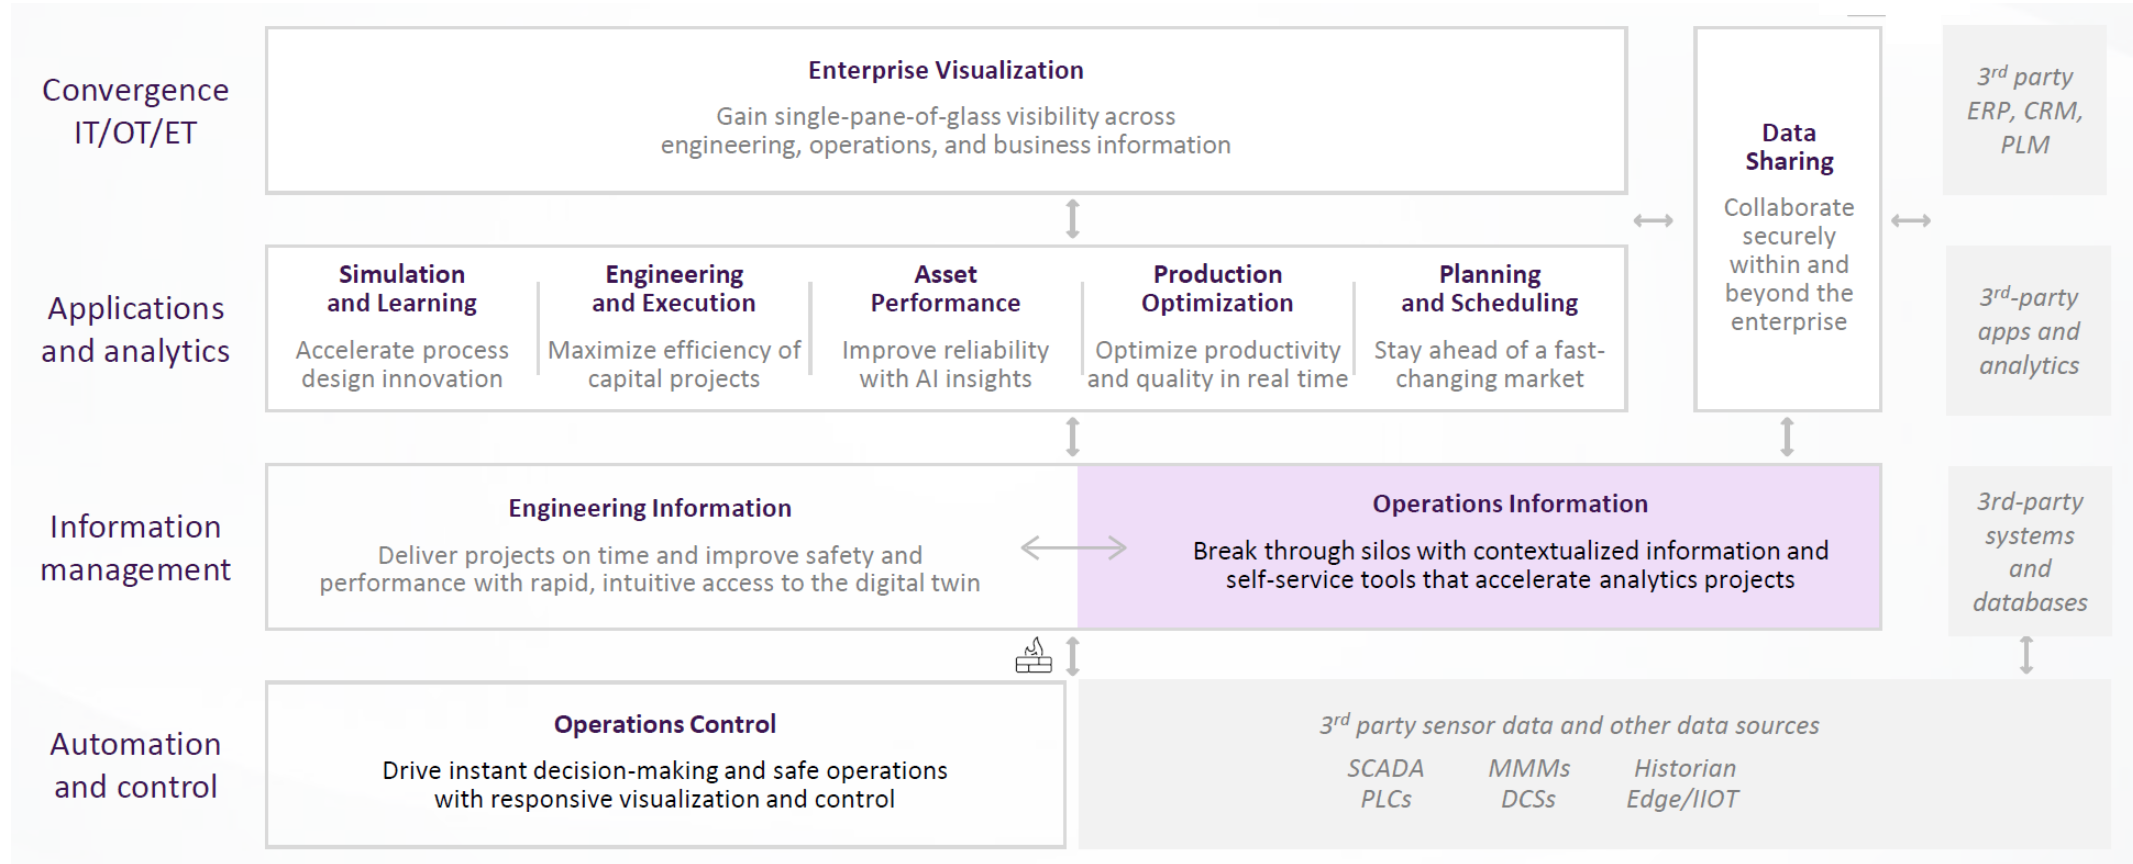 Convergence
IT/OT/ET
Enterprise Visualization
Gain single-pane-of-glass visibility across
engineering, operations, and business information
Data
Sharing
Collaborate
securely
within and
beyond the
enterprise
3rd party
ERP, CRM,
PLM
Applications
and analytics
Simulation
and Learning
Accelerate process
design innovation
Engineering
and Execution
Maximize efficiency of
capital projects
Asset
Performance
Improve reliability
with AI insights
Production
Optimization
Optimize productivity
and quality in real time
Planning
and Scheduling
Stay ahead of a fast-
changing market
3rd-party
apps and
analytics
Information
management
Engineering Information
Deliver projects on time and improve safety and
performance with rapid, intuitive access to the digital twin
Operations Information
Break through silos with contextualized information and
self-service tools that accelerate analytics projects
3rd-party
systems
and
databases
Automation
and control
Operations Control
Drive instant decision-making and safe operations
with responsive visualization and control
3rd party sensor data and other data sources
SCADA MMMs Historian
PLCs DCSs Edge/IIOT